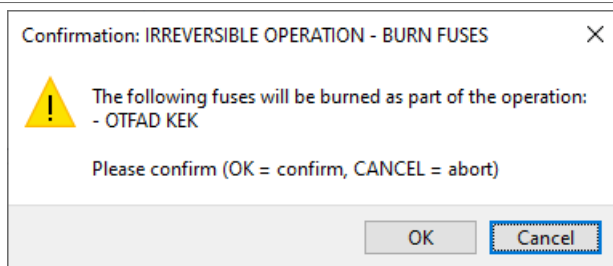 Confirmation: IRREVERSIBLE OPERATION - BURN FUSES
The following fuses will be burned as part of the operation:
- OTFAD KEK
Please confirm (OK = confirm, CANCEL = abort)
OK
Cancel